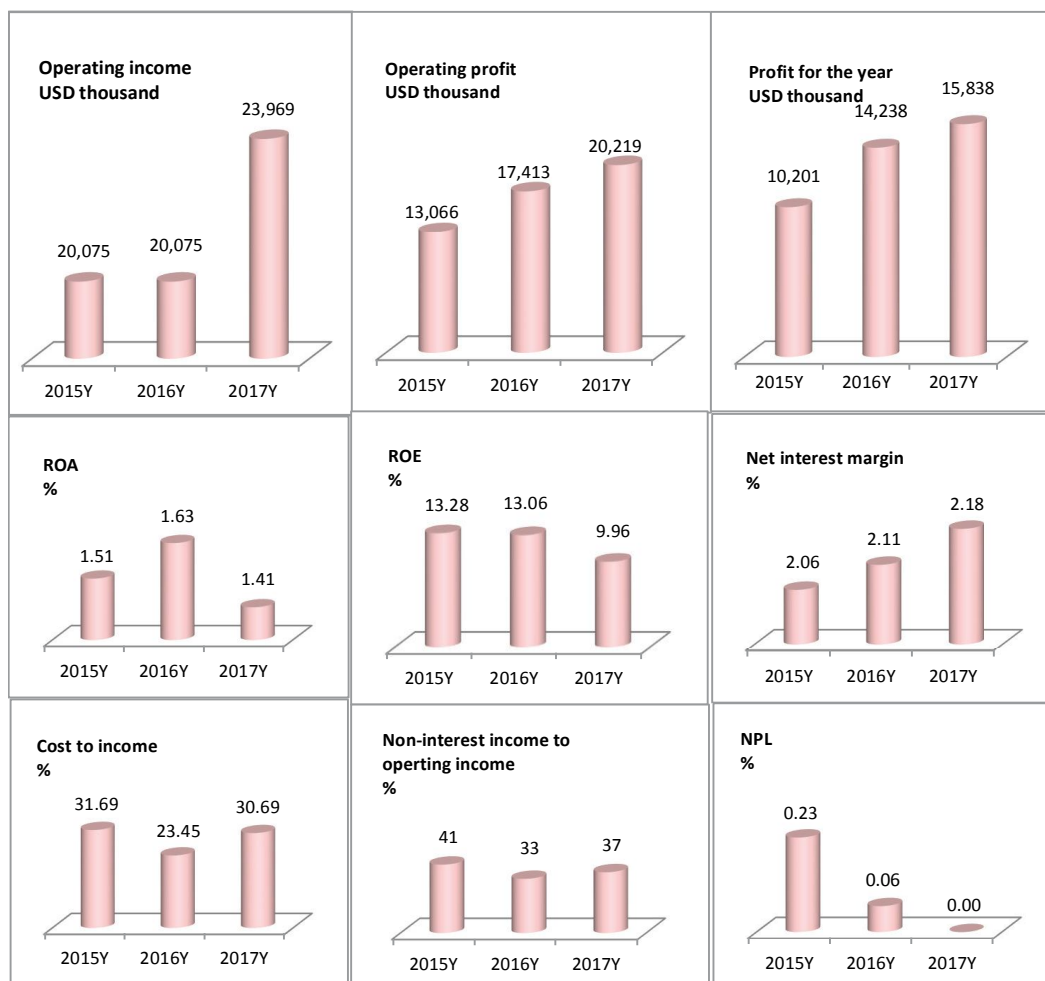 Operating income
USD thousand
20,075
20,075
23,969
2015Y
2016Y
2017Y
Operating profit
USD thousand
13,066
17,413
20,219
2015Y
2016Y
2017Y
Profit for the year
USD thousand
10,201
14,238
15,838
2015Y
2016Y
2017Y
ROA
%
1.51
1.63
1.41
2015Y
2016Y
2017Y
ROE
%
13.28
13.06
9.96
2015Y
2016Y
2017Y
Net interest margin
%
2.06
2.11
2.18
2015Y
2016Y
2017Y
Cost to income
%
31.69
23.45
30.69
2015Y
2016Y
2017Y
Non-interest income to
operting income
%
41
33
37
2015Y
2016Y
2017Y
NPL
%
0.23
0.06
0.00
2015Y
2016Y
2017Y